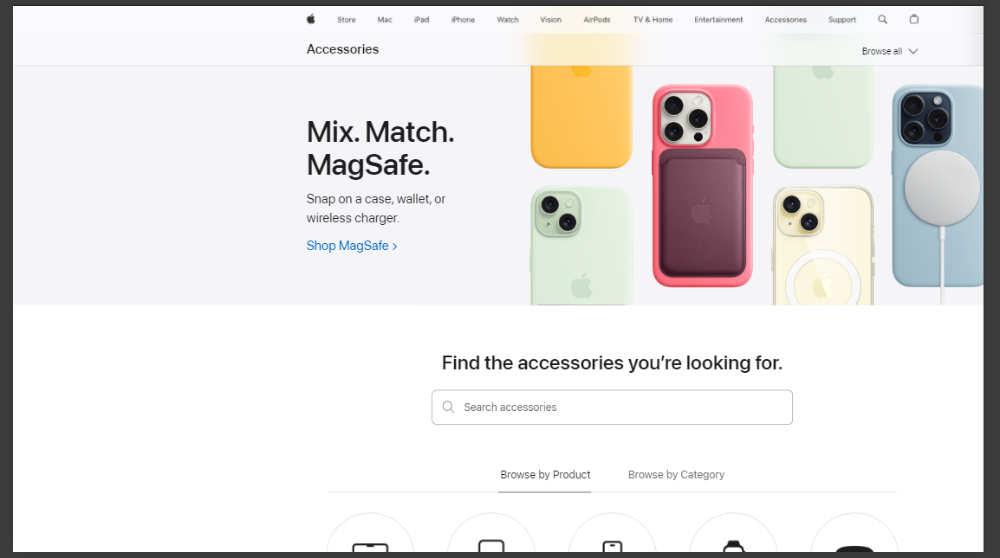 Store Mac iPad iPhone Watch Vision AirPods TV & Home Entertainment Accessories Support
Accessories
Browse all
Mix. Match.
MagSafe.
Snap on a case, wallet, or
wireless charger.
Shop MagSafe >
Find the accessories you’re looking for.
Search accessories
Browse by Product Browse by Category